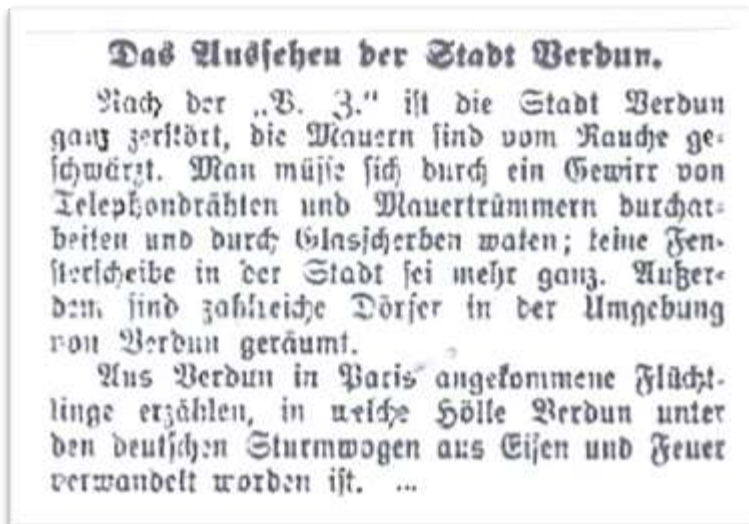 Das Aussehen der Stadt Verdun.
Nach der „B. Z.“ ist die Stadt Verdun
ganz zerstört, die Mauern sind vom Rauche ge-
schwärzt. Man müsse sich durch ein Gewirr von
Telephondrähten und Mauertrümmern durchar-
beiten und durch Glasscherben waten; keine Fen-
sterscheibe in der Stadt sei mehr ganz. Außer-
dem sind zahlreiche Dörfer in der Umgebung
von Verdun geräumt.
Aus Verdun in Paris angekommene Flücht-
linge erzählen, in welche Hölle Verdun unter
den deutschen Sturmwogen aus Eisen und Feuer
verwandelt worden ist. ...